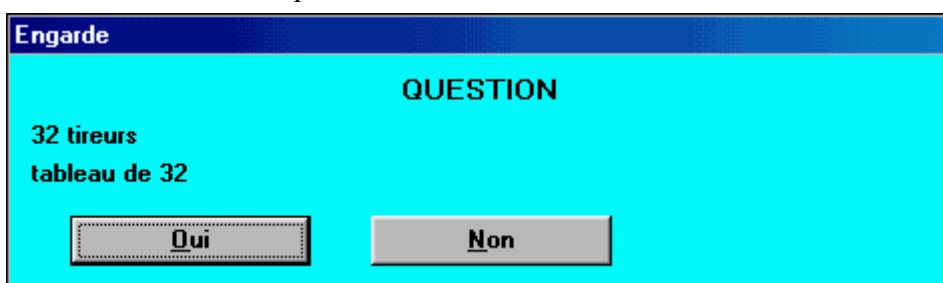 Engarde
QUESTION
32 tireurs
tableau de 32
Oui Non